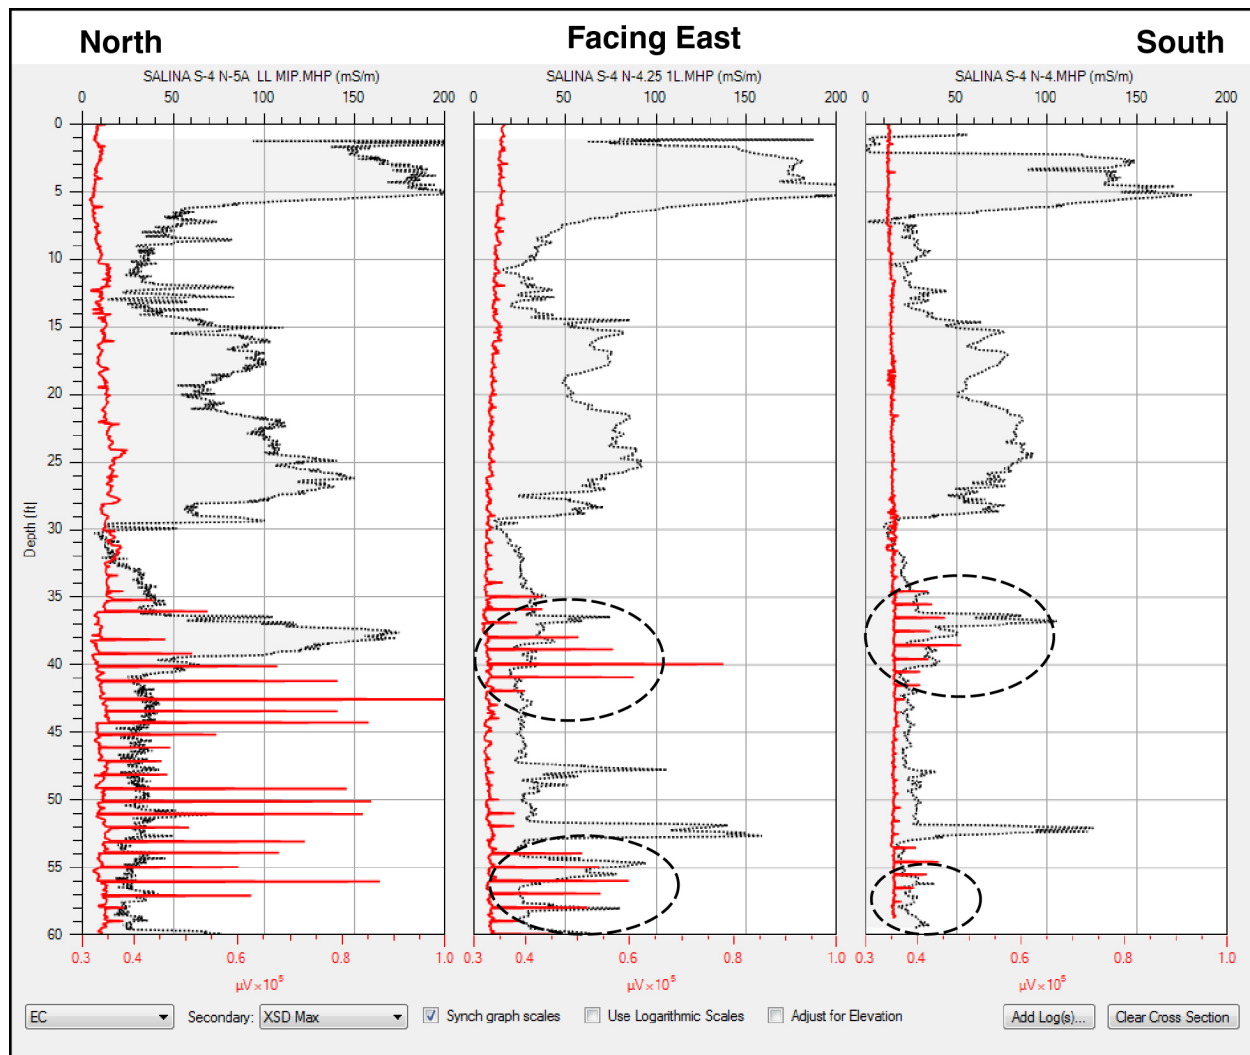 North Facing East South
SALINA S-4 N-5A LL MIP.MHP (mS/m) SALINA S-4 N-4.25 1L.MHP (mS/m) SALINA S-4 N-4.MHP (mS/m)
0 50 100 150 200 0 50 100 150 200 0 50 100 150 200
0
5
10
15
20
25
30
Depth (ft)
35
40
45
50
55
60
0.3 0.4 0.6 0.8 1.0 0.3 0.4 0.6 0.8 1.0 0.3 0.4 0.6 0.8 1.0
µV×10⁵ µV×10⁵ µV×10⁵
EC Secondary: XSD Max Synch graph scales Use Logarithmic Scales Adjust for Elevation Add Log(s)... Clear Cross Section